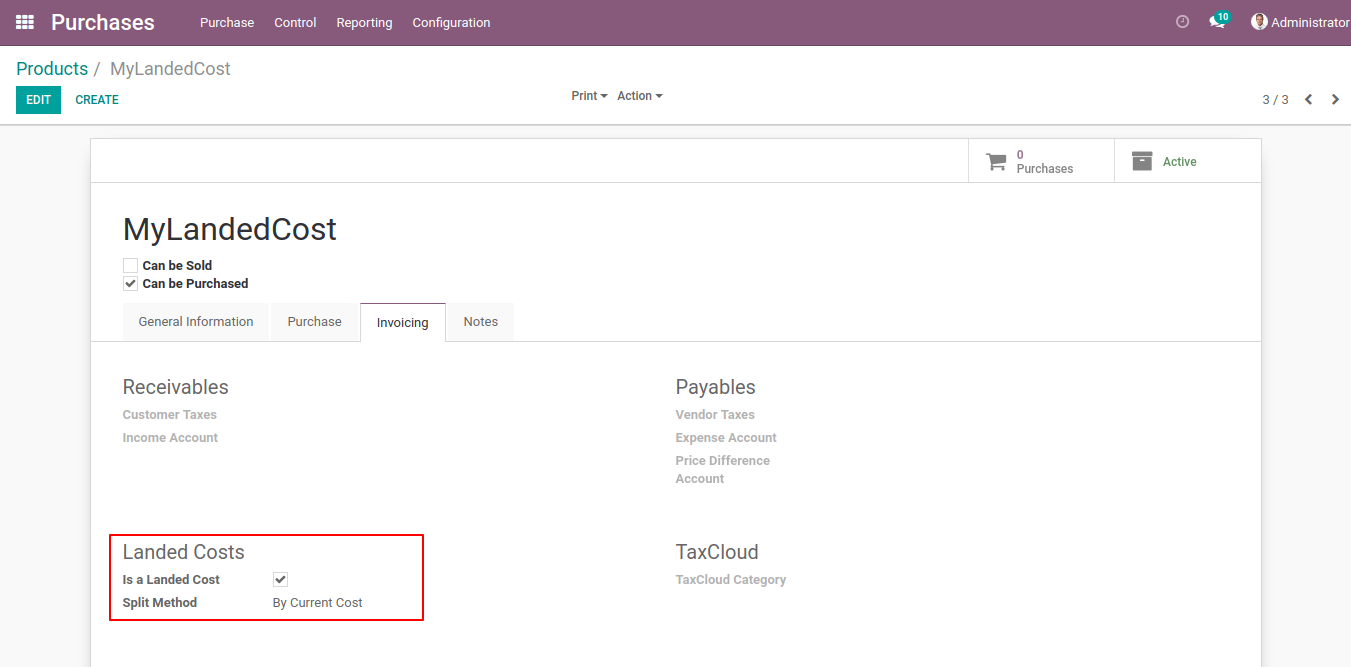 Purchases Purchase Control Reporting Configuration 10 Administrator
Products / MyLandedCost
EDIT CREATE Print Action 3 / 3
0
Purchases
Active
MyLandedCost
Can be Sold
Can be Purchased
General Information Purchase Invoicing Notes
Receivables
Customer Taxes
Income Account
Payables
Vendor Taxes
Expense Account
Price Difference
Account
Landed Costs
Is a Landed Cost
Split Method By Current Cost
TaxCloud
TaxCloud Category